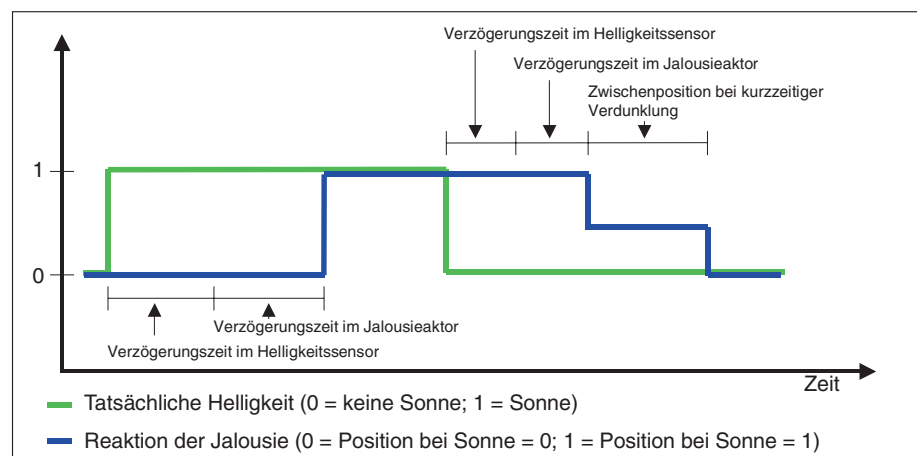 Verzögerungszeit im Helligkeitssensor
Verzögerungszeit im Jalousieaktor
Zwischenposition bei kurzzeitiger
Verdunklung
1
0
Verzögerungszeit im Jalousieaktor
Verzögerungszeit im Helligkeitssensor
Zeit
Tatsächliche Helligkeit (0 = keine Sonne; 1 = Sonne)
Reaktion der Jalousie (0 = Position bei Sonne = 0; 1 = Position bei Sonne = 1)